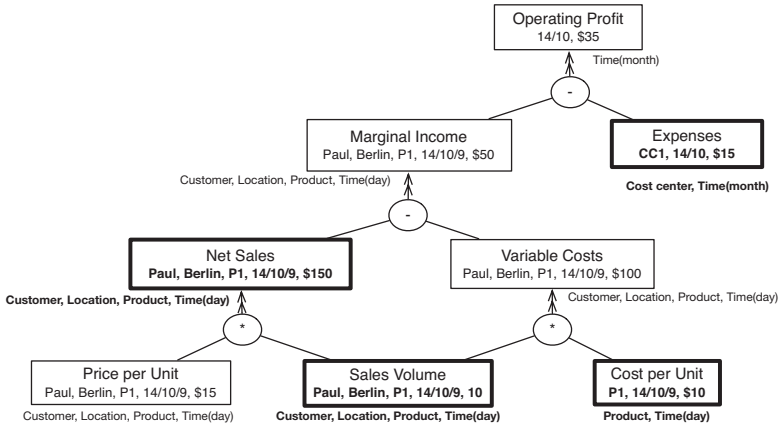 Operating Profit
14/10, $35
Time(month)
-
Marginal Income
Paul, Berlin, P1, 14/10/9, $50
Expenses
CC1, 14/10, $15
Customer, Location, Product, Time(day)
Cost center, Time(month)
-
Net Sales
Paul, Berlin, P1, 14/10/9, $150
Variable Costs
Paul, Berlin, P1, 14/10/9, $100
Customer, Location, Product, Time(day)
Customer, Location, Product, Time(day)
*
*
Price per Unit
Paul, Berlin, P1, 14/10/9, $15
Sales Volume
Paul, Berlin, P1, 14/10/9, 10
Cost per Unit
P1, 14/10/9, $10
Customer, Location, Product, Time(day)
Customer, Location, Product, Time(day)
Product, Time(day)